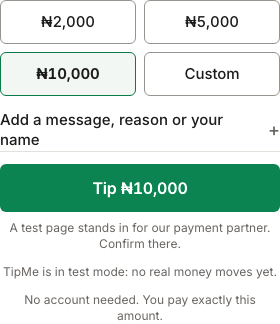 ₦2,000
₦5,000
₦10,000
Custom
Add a message, reason or your
name
+
Tip ₦10,000
A test page stands in for our payment partner.
Confirm there.
TipMe is in test mode: no real money moves yet.
No account needed. You pay exactly this
amount.